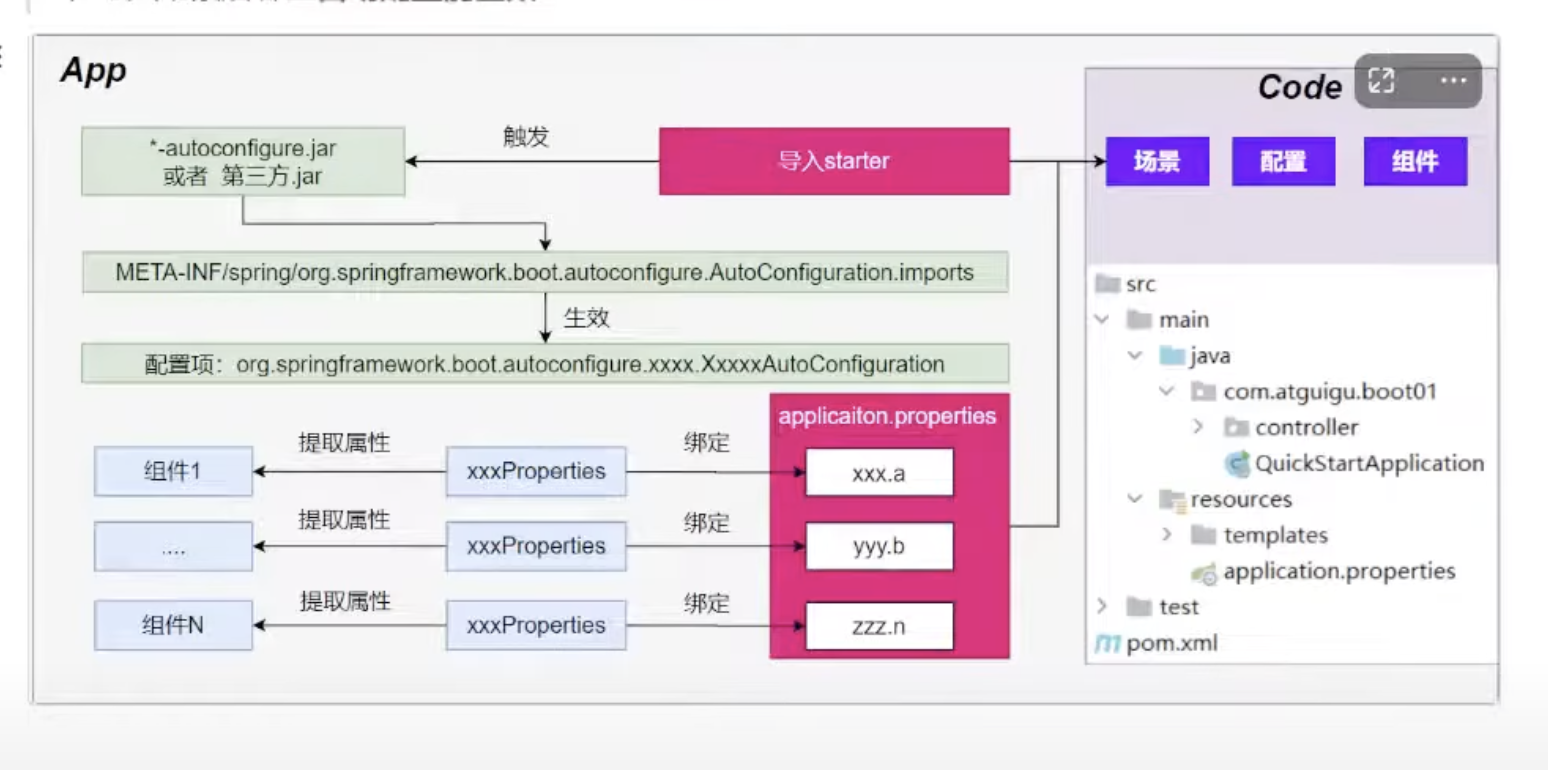 App
Code
*-autoconfigure.jar
或者 第三方.jar
触发
导入starter
场景
配置
组件
META-INF/spring/org.springframework.boot.autoconfigure.AutoConfiguration.imports
生效
配置项：org.springframework.boot.autoconfigure.xxxx.XxxxxAutoConfiguration
applicaiton.properties
组件1
提取属性
xxxProperties
绑定
xxx.a
....
提取属性
xxxProperties
绑定
yyy.b
组件N
提取属性
xxxProperties
绑定
zzz.n
src
main
java
com.atguigu.boot01
controller
QuickStartApplication
resources
templates
application.properties
test
pom.xml